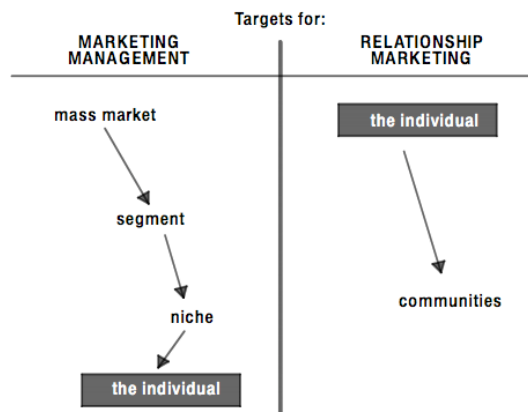 Targets for:
MARKETING
MANAGEMENT
RELATIONSHIP
MARKETING
mass market
segment
niche
the individual
the individual
communities